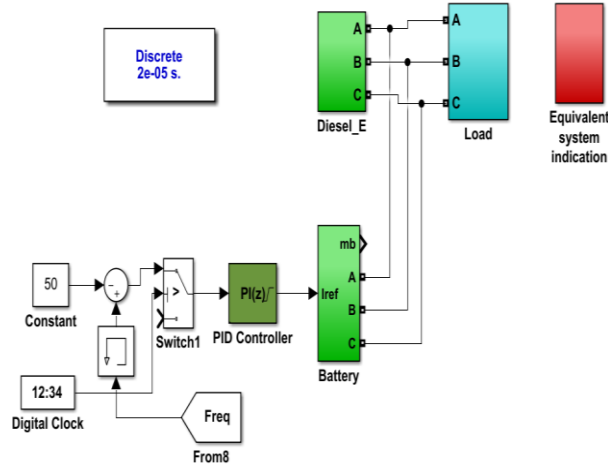 Discrete
2e-05 s.
A
B
C
Diesel_E
A
B
C
Load
Equivalent
system
indication
50
Constant
-
+
>
Switch1
PI(z)
PID Controller
mb
Iref
A
B
C
Battery
12:34
Digital Clock
Freq
From8